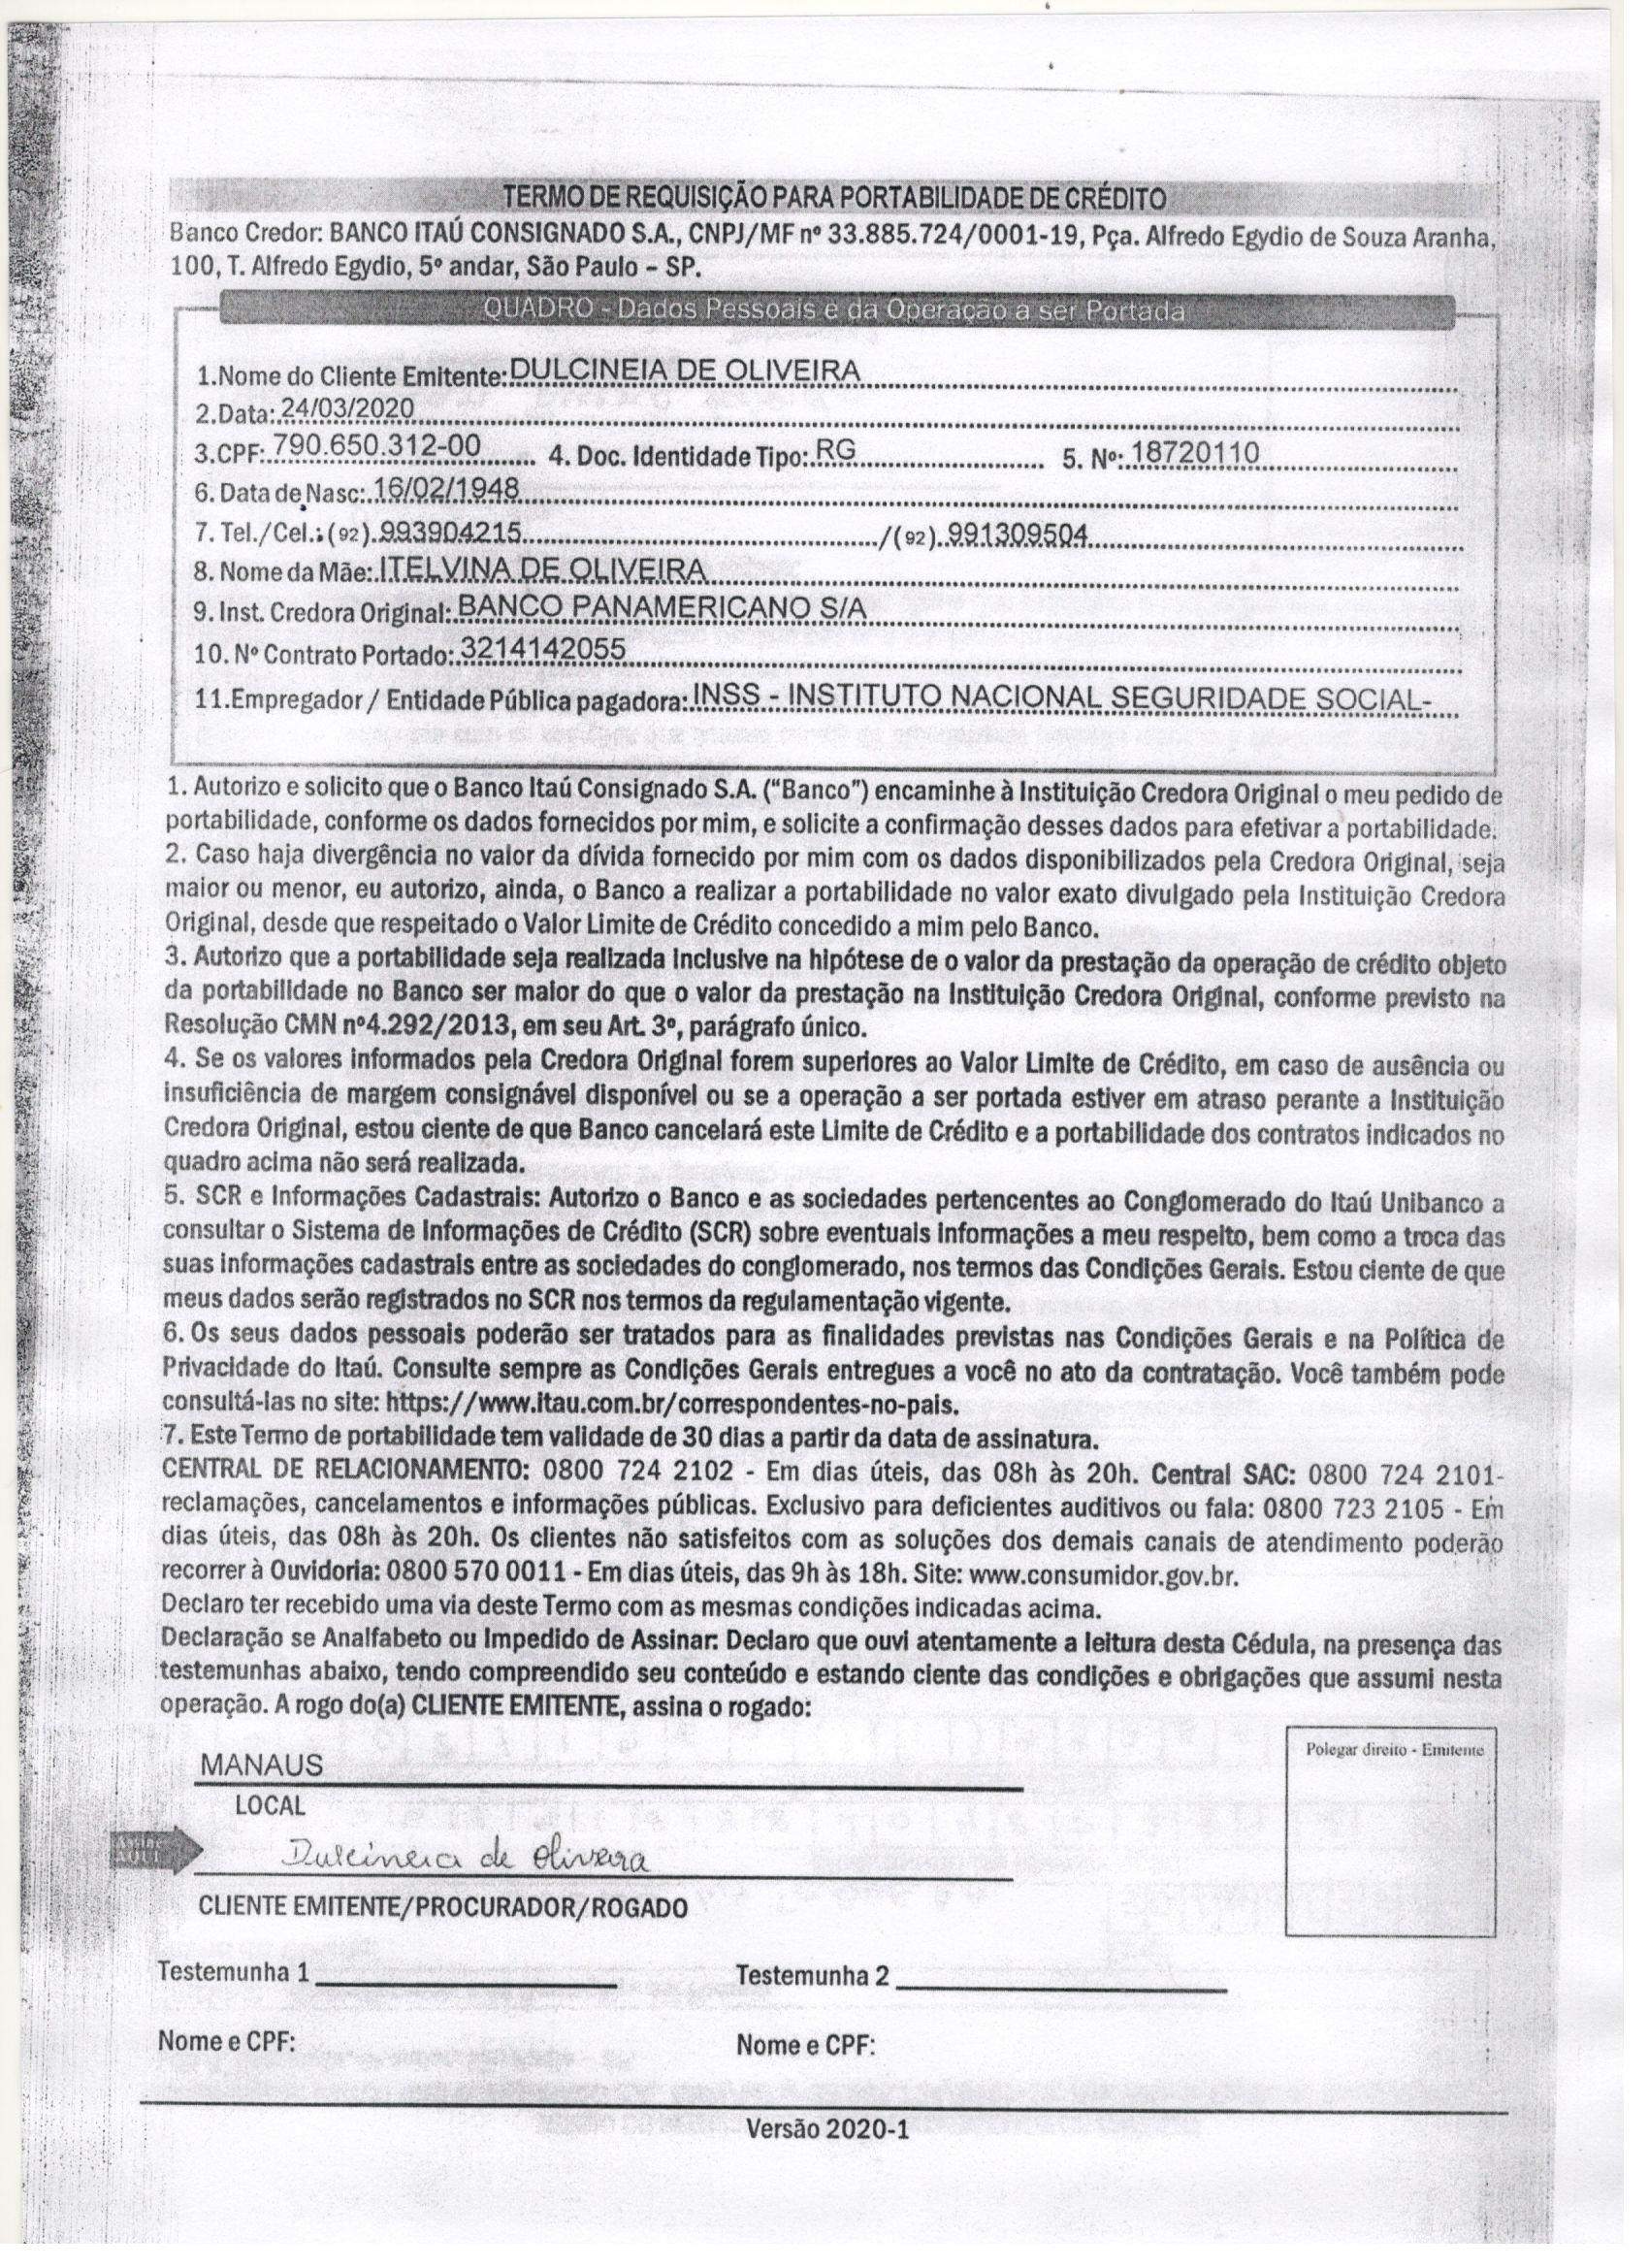 TERMO DE REQUISIÇÃO PARA PORTABILIDADE DE CRÉDITO
Banco Credor: BANCO ITAÚ CONSIGNADO S.A., CNPJ/MF nº 33.885.724/0001-19, Pça. Alfredo Egydio de Souza Aranha,
100, T. Alfredo Egydio, 5º andar, São Paulo – SP.
QUADRO - Dados Pessoais e da Operação a ser Portada
1.Nome do Cliente Emitente: DULCINEIA DE OLIVEIRA
2.Data: 24/03/2020
3.CPF: 790.650.312-00 4. Doc. Identidade Tipo: RG 5. Nº: 18720110
6. Data de Nasc: 16/02/1948
7. Tel./Cel.: (92) 993904215 / (92) 991309504
8. Nome da Mãe: ITELVINA DE OLIVEIRA
9. Inst. Credora Original: BANCO PANAMERICANO S/A
10. Nº Contrato Portado: 3214142055
11.Empregador / Entidade Pública pagadora: INSS - INSTITUTO NACIONAL SEGURIDADE SOCIAL-
1. Autorizo e solicito que o Banco Itaú Consignado S.A. (“Banco”) encaminhe à Instituição Credora Original o meu pedido de
portabilidade, conforme os dados fornecidos por mim, e solicite a confirmação desses dados para efetivar a portabilidade.
2. Caso haja divergência no valor da dívida fornecido por mim com os dados disponibilizados pela Credora Original, seja
maior ou menor, eu autorizo, ainda, o Banco a realizar a portabilidade no valor exato divulgado pela Instituição Credora
Original, desde que respeitado o Valor Limite de Crédito concedido a mim pelo Banco.
3. Autorizo que a portabilidade seja realizada inclusive na hipótese de o valor da prestação da operação de crédito objeto
da portabilidade no Banco ser maior do que o valor da prestação na Instituição Credora Original, conforme previsto na
Resolução CMN nº4.292/2013, em seu Art. 3º, parágrafo único.
4. Se os valores informados pela Credora Original forem superiores ao Valor Limite de Crédito, em caso de ausência ou
insuficiência de margem consignável disponível ou se a operação a ser portada estiver em atraso perante a Instituição
Credora Original, estou ciente de que Banco cancelará este Limite de Crédito e a portabilidade dos contratos indicados no
quadro acima não será realizada.
5. SCR e Informações Cadastrais: Autorizo o Banco e as sociedades pertencentes ao Conglomerado do Itaú Unibanco a
consultar o Sistema de Informações de Crédito (SCR) sobre eventuais informações a meu respeito, bem como a troca das
suas informações cadastrais entre as sociedades do conglomerado, nos termos das Condições Gerais. Estou ciente de que
meus dados serão registrados no SCR nos termos da regulamentação vigente.
6. Os seus dados pessoais poderão ser tratados para as finalidades previstas nas Condições Gerais e na Política de
Privacidade do Itaú. Consulte sempre as Condições Gerais entregues a você no ato da contratação. Você também pode
consultá-las no site: https://www.itau.com.br/correspondentes-no-pais.
7. Este Termo de portabilidade tem validade de 30 dias a partir da data de assinatura.
CENTRAL DE RELACIONAMENTO: 0800 724 2102 - Em dias úteis, das 08h às 20h. Central SAC: 0800 724 2101-
reclamações, cancelamentos e informações públicas. Exclusivo para deficientes auditivos ou fala: 0800 723 2105 - Em
dias úteis, das 08h às 20h. Os clientes não satisfeitos com as soluções dos demais canais de atendimento poderão
recorrer à Ouvidoria: 0800 570 0011 - Em dias úteis, das 9h às 18h. Site: www.consumidor.gov.br.
Declaro ter recebido uma via deste Termo com as mesmas condições indicadas acima.
Declaração se Analfabeto ou Impedido de Assinar: Declaro que ouvi atentamente a leitura desta Cédula, na presença das
testemunhas abaixo, tendo compreendido seu conteúdo e estando ciente das condições e obrigações que assumi nesta
operação. A rogo do(a) CLIENTE EMITENTE, assina o rogado:
Polegar direito - Emitente
MANAUS
LOCAL
Assine
AQUI
Dulcineia de Oliveira
CLIENTE EMITENTE/PROCURADOR/ROGADO
Testemunha 1 Testemunha 2
Nome e CPF: Nome e CPF:
Versão 2020-1